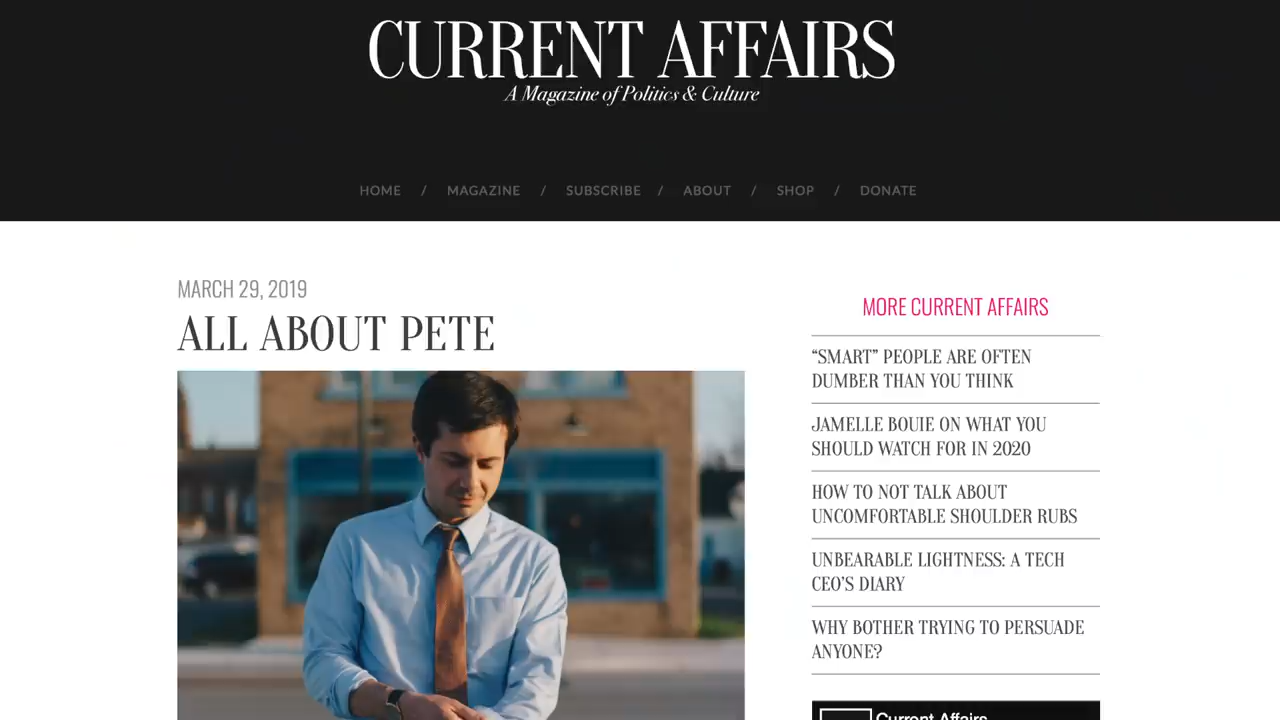 CURRENT AFFAIRS
A Magazine of Politics & Culture
HOME / MAGAZINE / SUBSCRIBE / ABOUT / SHOP / DONATE
MARCH 29, 2019
ALL ABOUT PETE
MORE CURRENT AFFAIRS
“SMART” PEOPLE ARE OFTEN
DUMBER THAN YOU THINK
JAMELLE BOUIE ON WHAT YOU
SHOULD WATCH FOR IN 2020
HOW TO NOT TALK ABOUT
UNCOMFORTABLE SHOULDER RUBS
UNBEARABLE LIGHTNESS: A TECH
CEO’S DIARY
WHY BOTHER TRYING TO PERSUADE
ANYONE?
Current Affairs